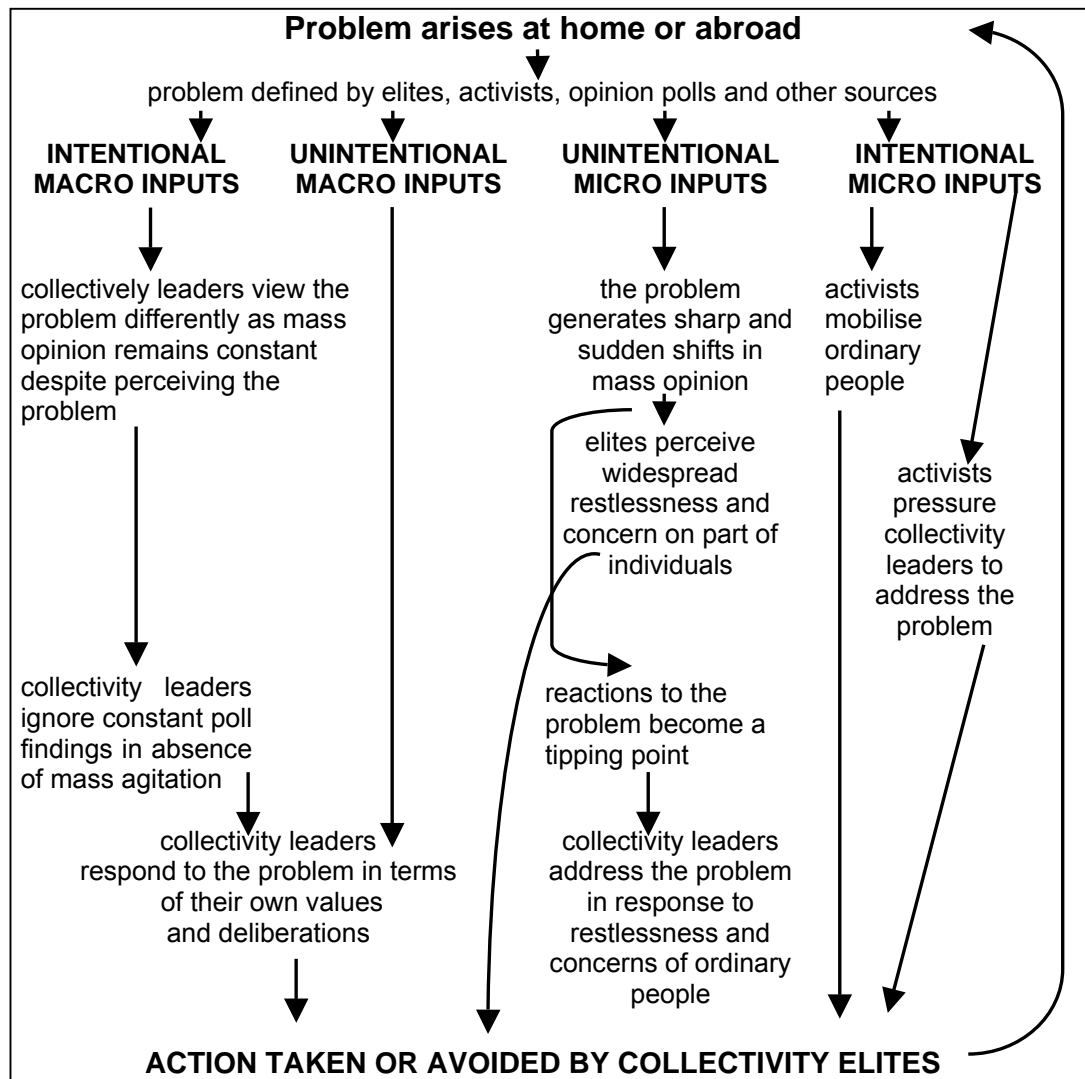 Problem arises at home or abroad
problem defined by elites, activists, opinion polls and other sources
INTENTIONAL
MACRO INPUTS
UNINTENTIONAL
MACRO INPUTS
UNINTENTIONAL
MICRO INPUTS
INTENTIONAL
MICRO INPUTS
collectively leaders view the
problem differently as mass
opinion remains constant
despite perceiving the
problem
the problem
generates sharp and
sudden shifts in
mass opinion
activists
mobilise
ordinary
people
elites perceive
widespread
restlessness and
concern on part of
individuals
activists
pressure
collectivity
leaders to
address the
problem
collectivity leaders
ignore constant poll
findings in absence
of mass agitation
reactions to the
problem become a
tipping point
collectivity leaders
respond to the problem in terms
of their own values
and deliberations
collectivity leaders
address the problem
in response to
restlessness and
concerns of ordinary
people
ACTION TAKEN OR AVOIDED BY COLLECTIVITY ELITES